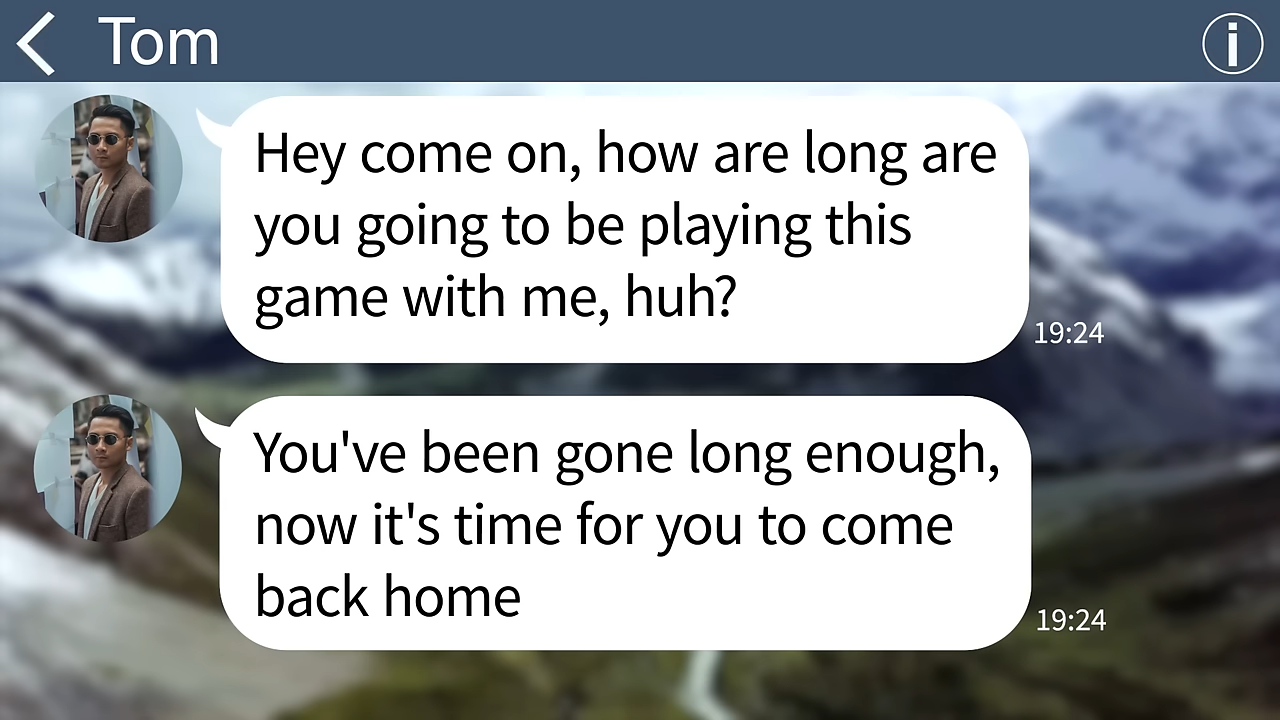 Tom
Hey come on, how are long are
you going to be playing this
game with me, huh?
19:24
You've been gone long enough,
now it's time for you to come
back home
19:24